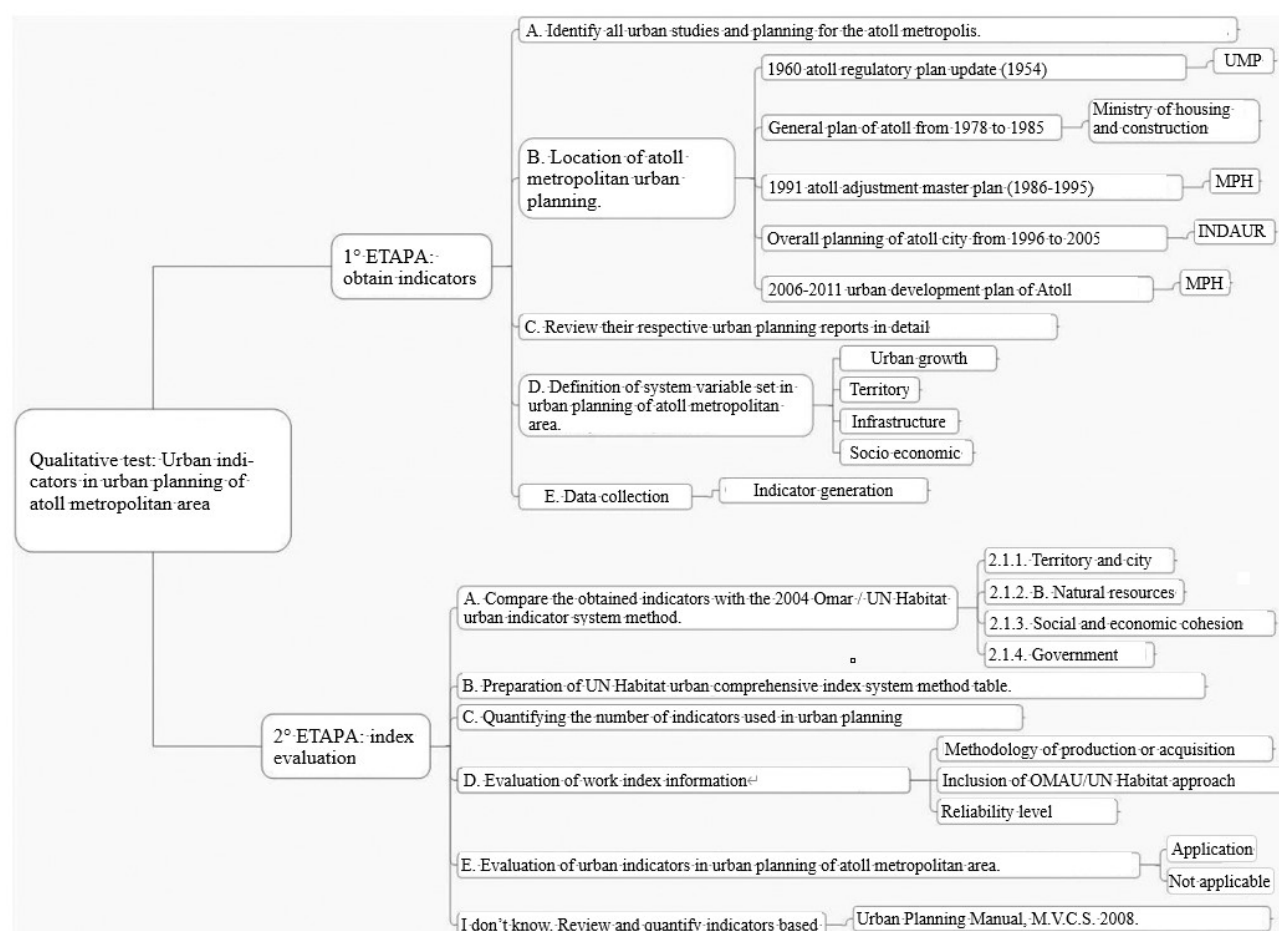 Qualitative test: Urban indi-
cators in urban planning of
atoll metropolitan area
1° ETAPA:
obtain indicators
A. Identify all urban studies and planning for the atoll metropolis.
B. Location of atoll
metropolitan urban
planning.
1960 atoll regulatory plan update (1954)
UMP
General plan of atoll from 1978 to 1985
Ministry of housing
and construction
1991 atoll adjustment master plan (1986-1995)
MPH
Overall planning of atoll city from 1996 to 2005
INDAUR
2006-2011 urban development plan of Atoll
MPH
C. Review their respective urban planning reports in detail
D. Definition of system variable set in
urban planning of atoll metropolitan
area.
Urban growth
Territory
Infrastructure
Socio economic
E. Data collection
Indicator generation
2° ETAPA: index
evaluation
A. Compare the obtained indicators with the 2004 Omar / UN Habitat
urban indicator system method.
2.1.1. Territory and city
2.1.2. B. Natural resources
2.1.3. Social and economic cohesion
2.1.4. Government
B. Preparation of UN Habitat urban comprehensive index system method table.
C. Quantifying the number of indicators used in urban planning
D. Evaluation of work index information
Methodology of production or acquisition
Inclusion of OMAU/UN Habitat approach
Reliability level
E. Evaluation of urban indicators in urban planning of atoll metropolitan area.
Application
Not applicable
I don't know. Review and quantify indicators based
Urban Planning Manual, M.V.C.S. 2008.